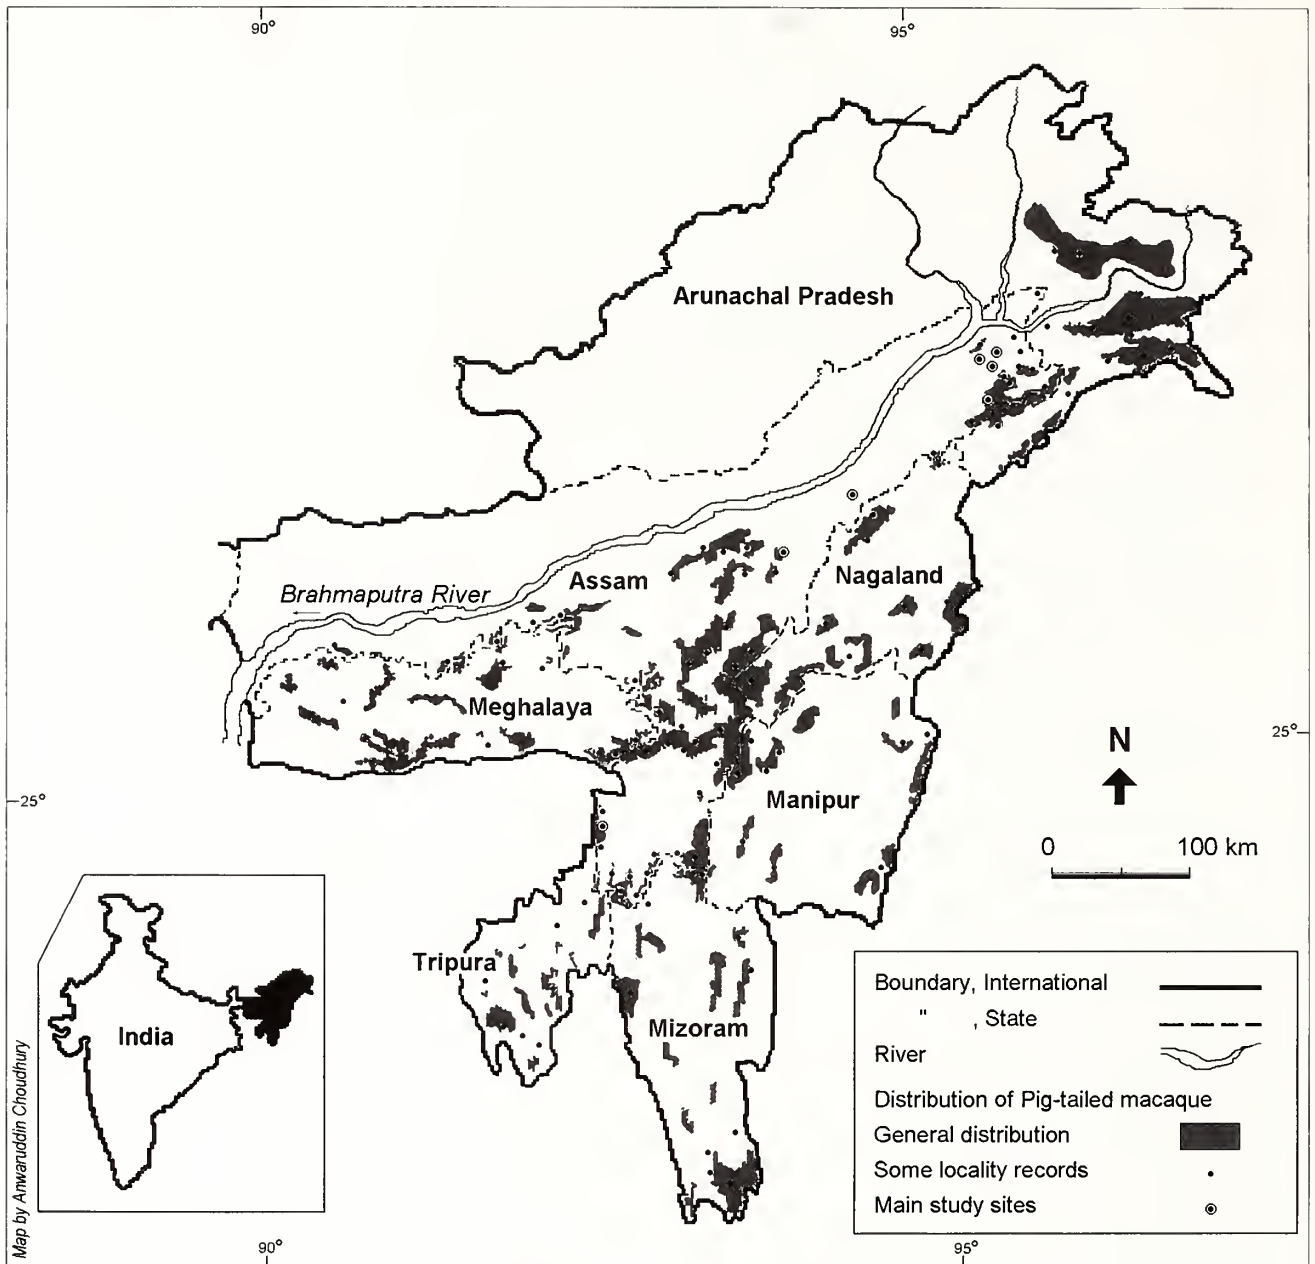 90°
95°
Arunachal Pradesh
Assam
Nagaland
Brahmaputra River
Meghalaya
25°
N
Manipur
25°
0 100 km
Tripura
India
Mizoram
Boundary, International
" , State
River
Distribution of Pig-tailed macaque
General distribution
Some locality records
Main study sites
Map by Anwaruddin Choudhury
90°
95°